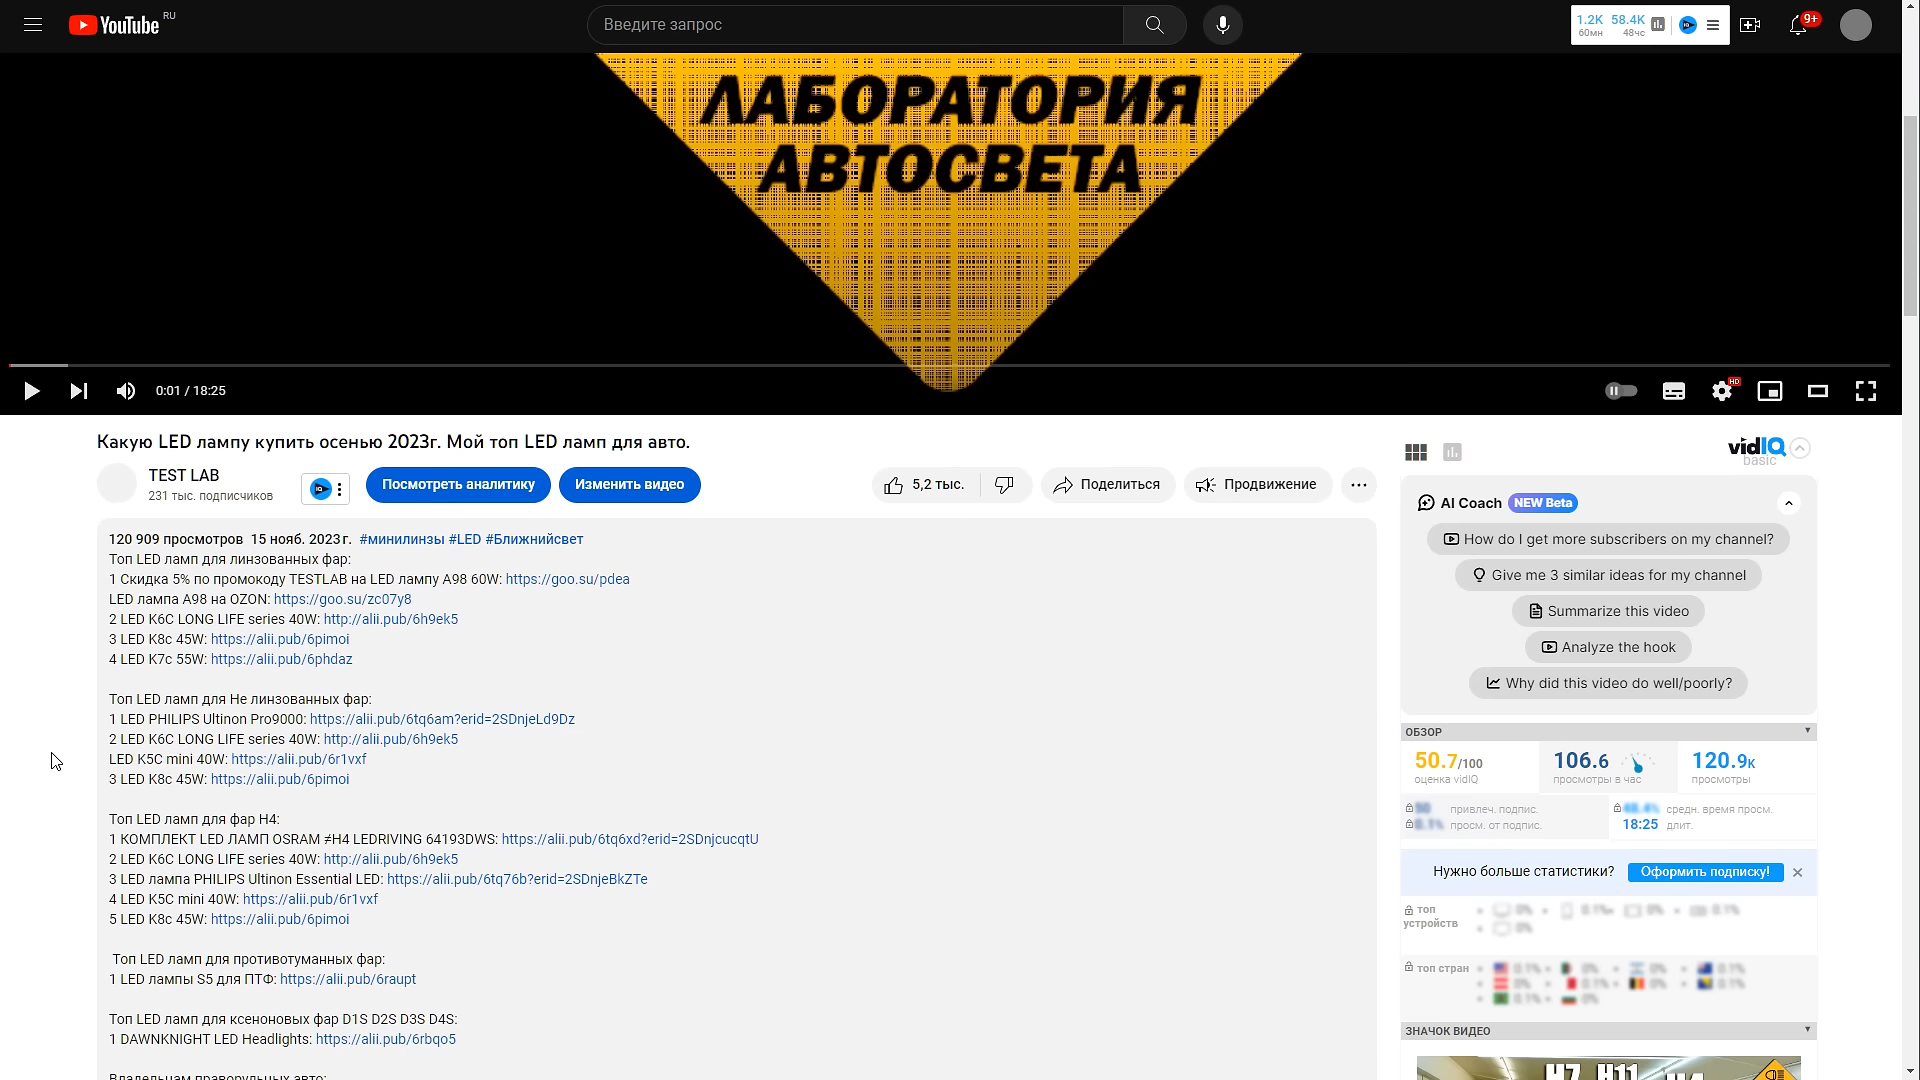 YouTube RU
Введите запрос
1.2K 58.4K
60мн 48чс
9+
ЛАБОРАТОРИЯ
АВТОСВЕТА
0:01 / 18:25
HD
Какую LED лампу купить осенью 2023г. Мой топ LED ламп для авто.
TEST LAB
231 тыс. подписчиков
Посмотреть аналитику
Изменить видео
5,2 тыс.
Поделиться
Продвижение
120 909 просмотров 15 нояб. 2023 г. #минилинзы #LED #Ближнийсвет
Топ LED ламп для линзованных фар:
1 Скидка 5% по промокоду TESTLAB на LED лампу A98 60W: https://goo.su/pdea
LED лампа A98 на OZON: https://goo.su/zc07y8
2 LED K6C LONG LIFE series 40W: http://alii.pub/6h9ek5
3 LED K8c 45W: https://alii.pub/6pimoi
4 LED K7c 55W: https://alii.pub/6phdaz
Топ LED ламп для Не линзованных фар:
1 LED PHILIPS Ultinon Pro9000: https://alii.pub/6tq6am?erid=2SDnjeLd9Dz
2 LED K6C LONG LIFE series 40W: http://alii.pub/6h9ek5
LED K5C mini 40W: https://alii.pub/6r1vxf
3 LED K8c 45W: https://alii.pub/6pimoi
Топ LED ламп для фар H4:
1 КОМПЛЕКТ LED ЛАМП OSRAM ≠H4 LEDRIVING 64193DWS: https://alii.pub/6tq6xd?erid=2SDnjcucqtU
2 LED K6C LONG LIFE series 40W: http://alii.pub/6h9ek5
3 LED лампа PHILIPS Ultinon Essential LED: https://alii.pub/6tq76b?erid=2SDnjeBkZTe
4 LED K5C mini 40W: https://alii.pub/6r1vxf
5 LED K8c 45W: https://alii.pub/6pimoi
Топ LED ламп для противотуманных фар:
1 LED лампы S5 для ПТФ: https://alii.pub/6raupt
Топ LED ламп для ксеноновых фар D1S D2S D3S D4S:
1 DAWNKNIGHT LED Headlights: https://alii.pub/6rbqo5
Владельцам праворульных авто:
vidIQ
basic
AI Coach NEW Beta
How do I get more subscribers on my channel?
Give me 3 similar ideas for my channel
Summarize this video
Analyze the hook
Why did this video do well/poorly?
ОБЗОР
50.7/100 106.6 120.9K
оценка vidIQ просмотры в час просмотры
привлеч. подпис. средн. время просм.
просм. от подпис. 18:25 длит.
Нужно больше статистики? Оформить подписку!
топ
устройств
топ стран
ЗНАЧОК ВИДЕО
H7 H11 H4